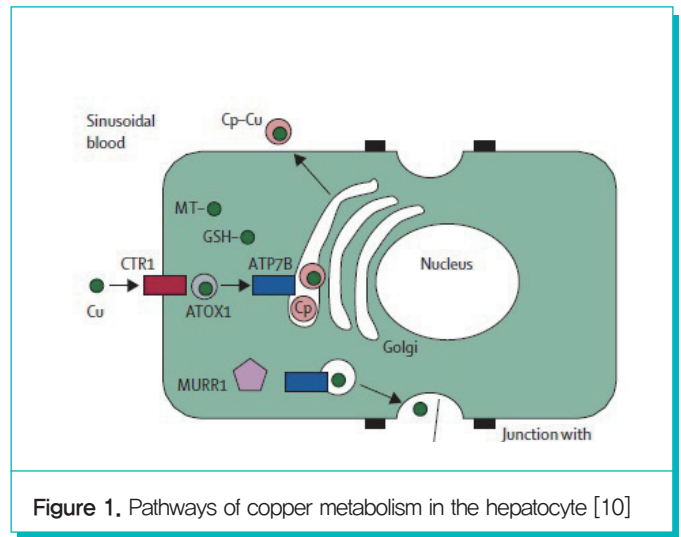 Sinusoidal
blood
Cp–Cu
MT–
GSH–
CTR1
ATP7B
Nucleus
Cu
ATOX1
Cp
Golgi
MURR1
Junction with
Figure 1. Pathways of copper metabolism in the hepatocyte [10]